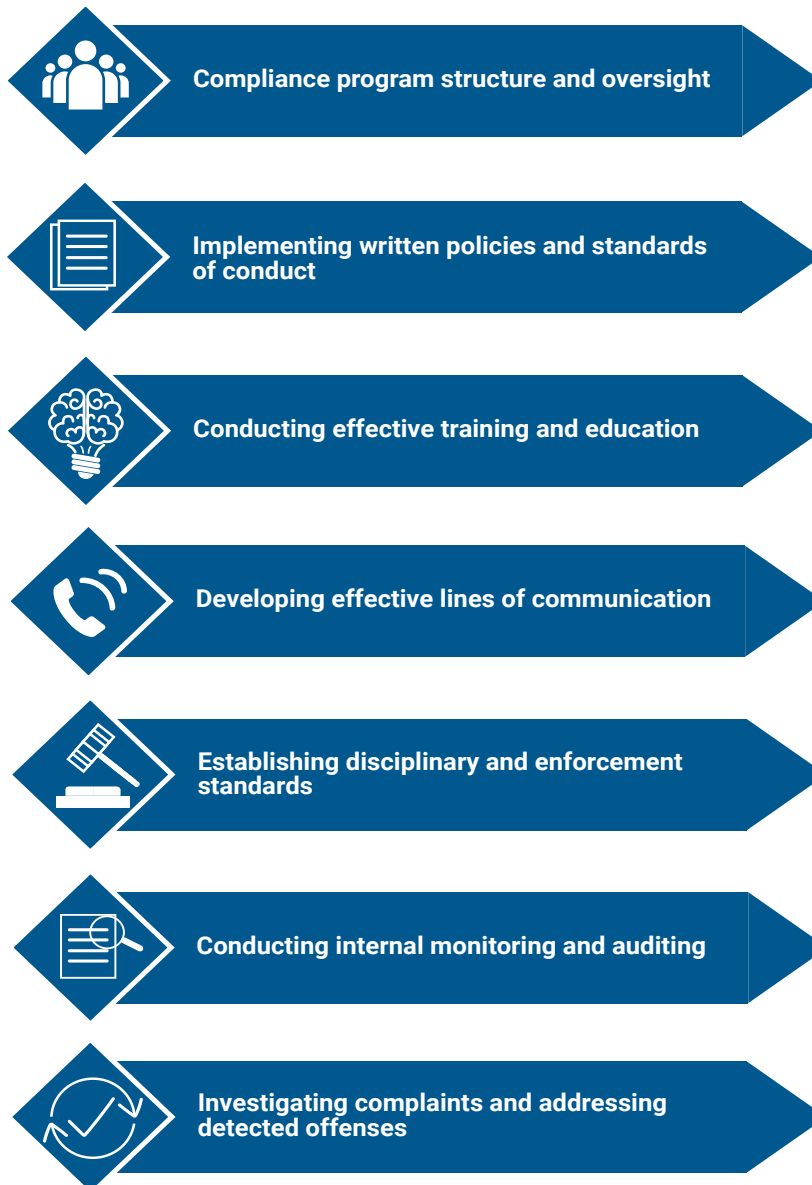 Compliance program structure and oversight
Implementing written policies and standards
of conduct
Conducting effective training and education
Developing effective lines of communication
Establishing disciplinary and enforcement
standards
Conducting internal monitoring and auditing
Investigating complaints and addressing
detected offenses